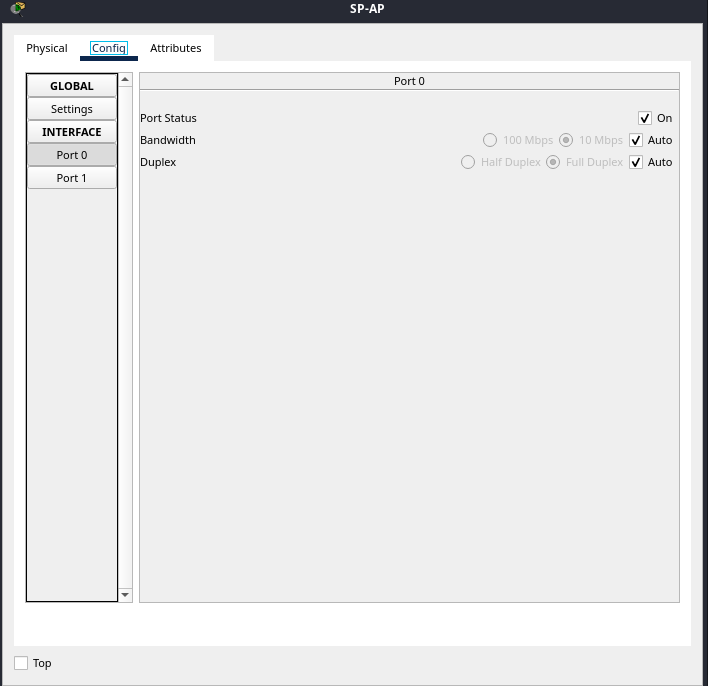 SP-AP
Physical Config Attributes
GLOBAL
Settings
INTERFACE
Port 0
Port 1
Port 0
Port Status On
Bandwidth 100 Mbps 10 Mbps Auto
Duplex Half Duplex Full Duplex Auto
Top